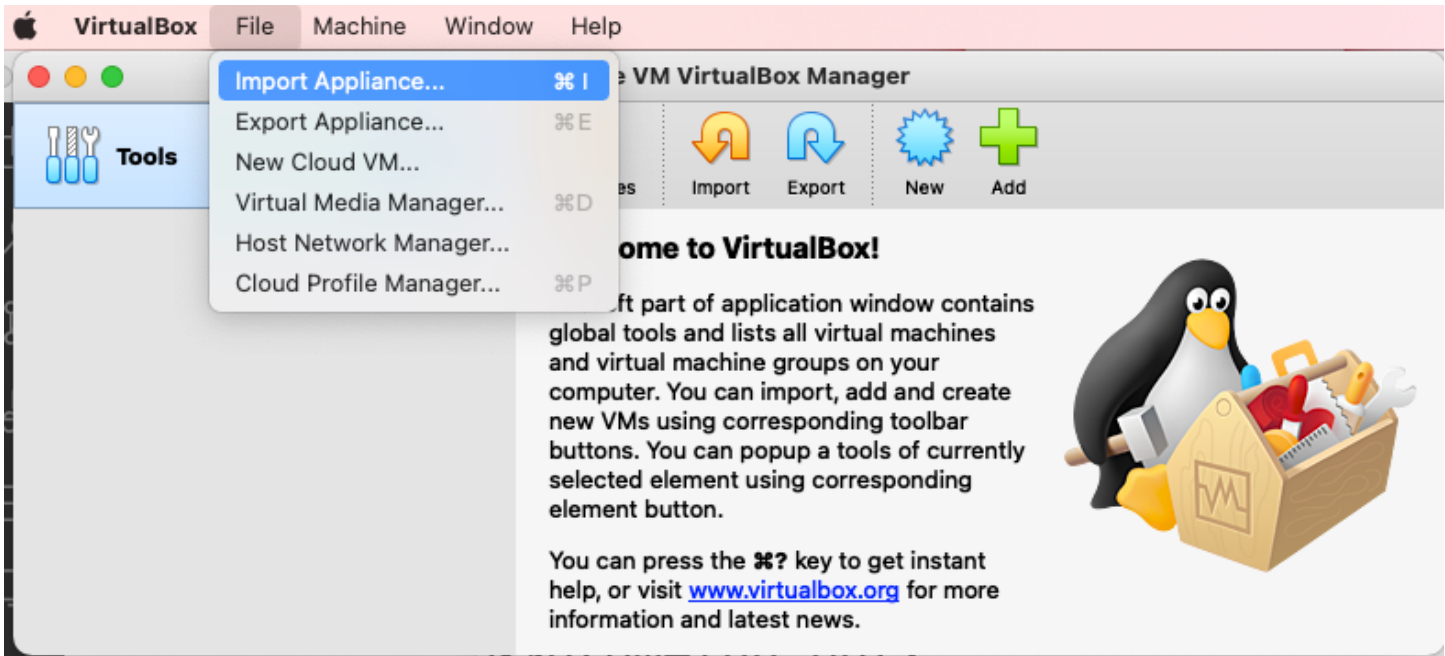 VirtualBox File Machine Window Help
VM VirtualBox Manager
Import Appliance... ⌘ I
Export Appliance... ⌘ E
New Cloud VM...
Virtual Media Manager... ⌘ D
Host Network Manager...
Cloud Profile Manager... ⌘ P
Tools
Import Export New Add
ome to VirtualBox!
ft part of application window contains
global tools and lists all virtual machines
and virtual machine groups on your
computer. You can import, add and create
new VMs using corresponding toolbar
buttons. You can popup a tools of currently
selected element using corresponding
element button.
You can press the ⌘? key to get instant
help, or visit www.virtualbox.org for more
information and latest news.